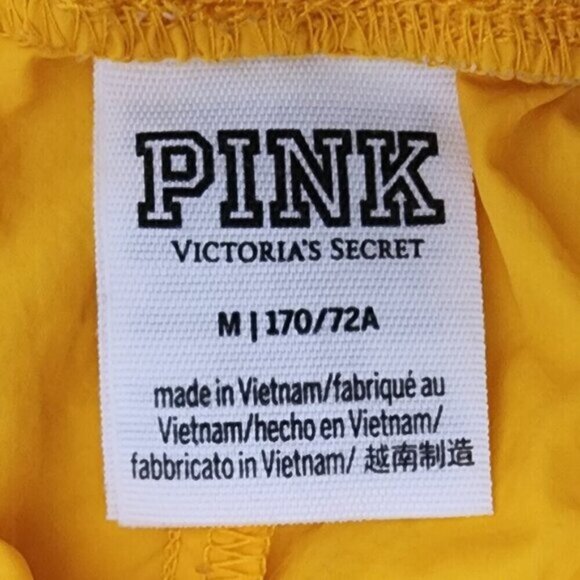 PINK
VICTORIA'S SECRET
M | 170/72A
made in Vietnam/fabriqué au
Vietnam/hecho en Vietnam/
fabbricato in Vietnam/ 越南制造